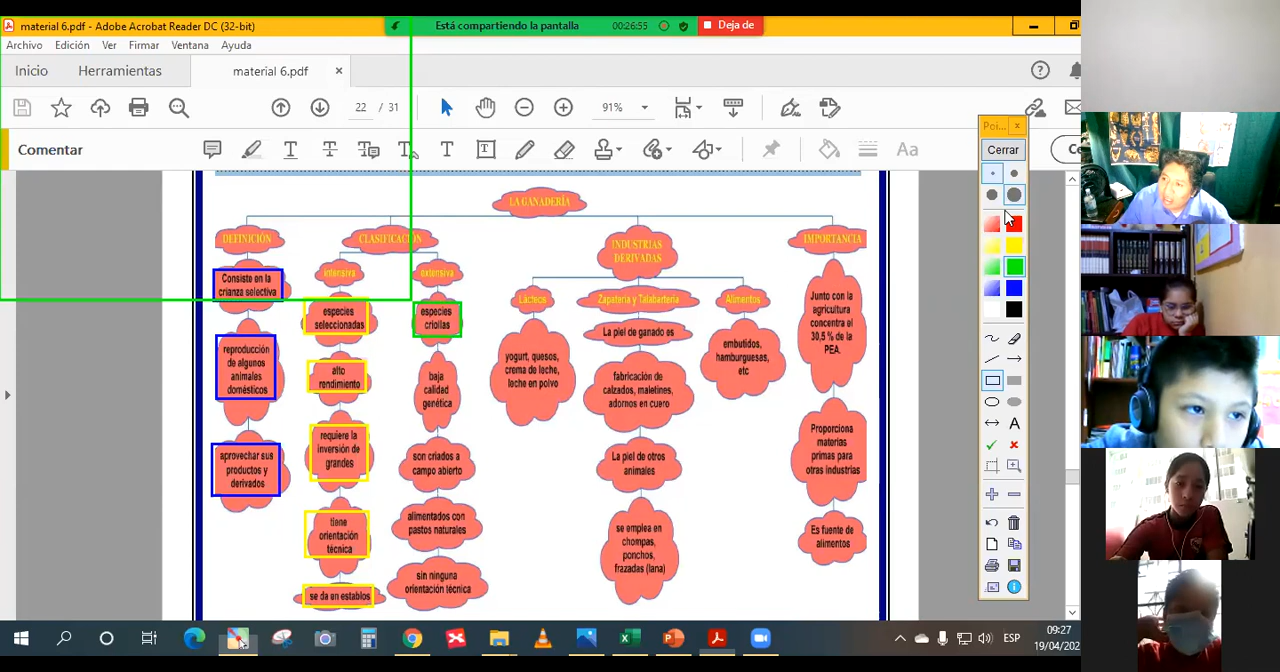 material 6.pdf - Adobe Acrobat Reader DC (32-bit)
Está compartiendo la pantalla
00:26:55
Deja de
Archivo Edición Ver Firmar Ventana Ayuda
Inicio Herramientas material 6.pdf x
22 / 31 91%
Comentar
Aa
Cerrar
LA GANADERÍA
DEFINICIÓN
Consiste en la
crianza selectiva
reproducción
de algunos
animales
domésticos
aprovechar sus
productos y
derivados
CLASIFICACIÓN
intensiva
especies
seleccionadas
alto
rendimiento
requiere la
inversión de
grandes
tiene
orientación
técnica
se da en establos
extensiva
especies
criollas
baja
calidad
genética
son criados a
campo abierto
alimentados con
pastos naturales
sin ninguna
orientación técnica
INDUSTRIAS
DERIVADAS
Lácteos
yogurt, quesos,
crema de leche,
leche en polvo
Zapatería y Talabartería
La piel de ganado es
fabricación de
calzados, maletines,
adornos en cuero
La piel de otros
animales
se emplea en
chompas,
ponchos,
frazadas (lana)
Alimentos
embutidos,
hamburguesas,
etc
IMPORTANCIA
Junto con la
agricultura
concentra el
30,5 % de la
PEA.
Proporciona
materias
primas para
otras industrias
Es fuente de
alimentos
A
ESP
09:27
19/04/202